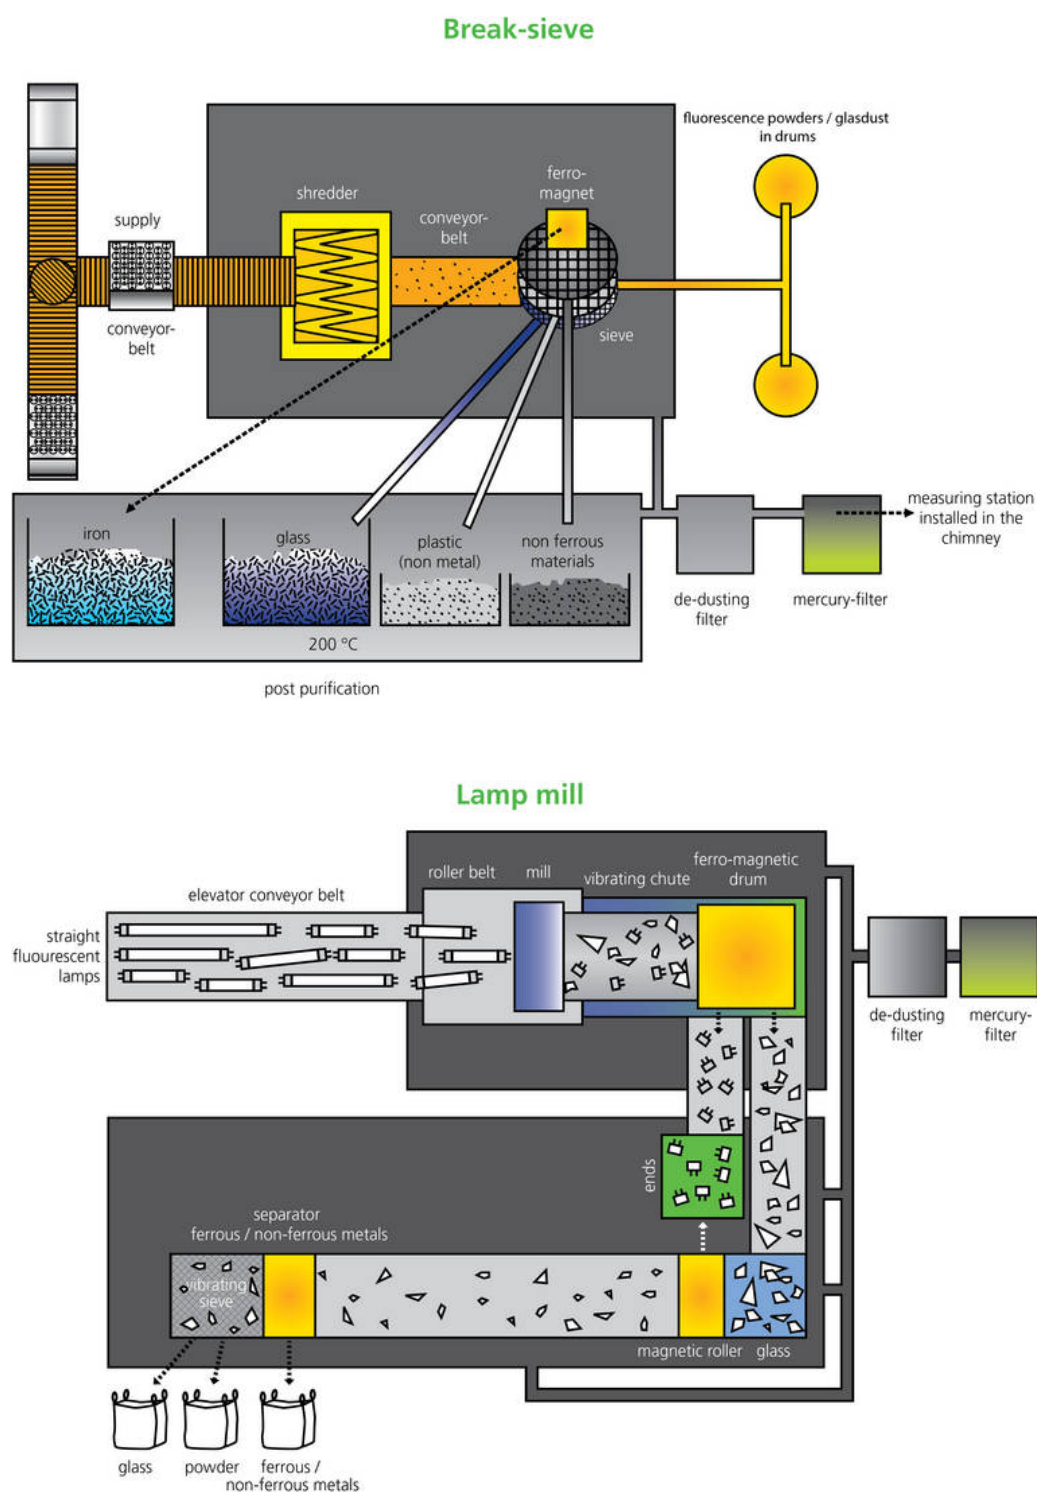 Break-sieve
fluorescence powders / glasdust
in drums
ferro-
magnet
shredder
conveyor-
belt
supply
conveyor-
belt
sieve
iron
glass
plastic
(non metal)
non ferrous
materials
200 °C
post purification
de-dusting
filter
mercury-filter
measuring station
installed in the
chimney
Lamp mill
elevator conveyor belt
roller belt
mill
vibrating chute
ferro-magnetic
drum
straight
fluourescent
lamps
de-dusting
filter
mercury-
filter
ends
separator
ferrous / non-ferrous metals
vibrating
sieve
magnetic roller
glass
glass
powder
ferrous /
non-ferrous metals